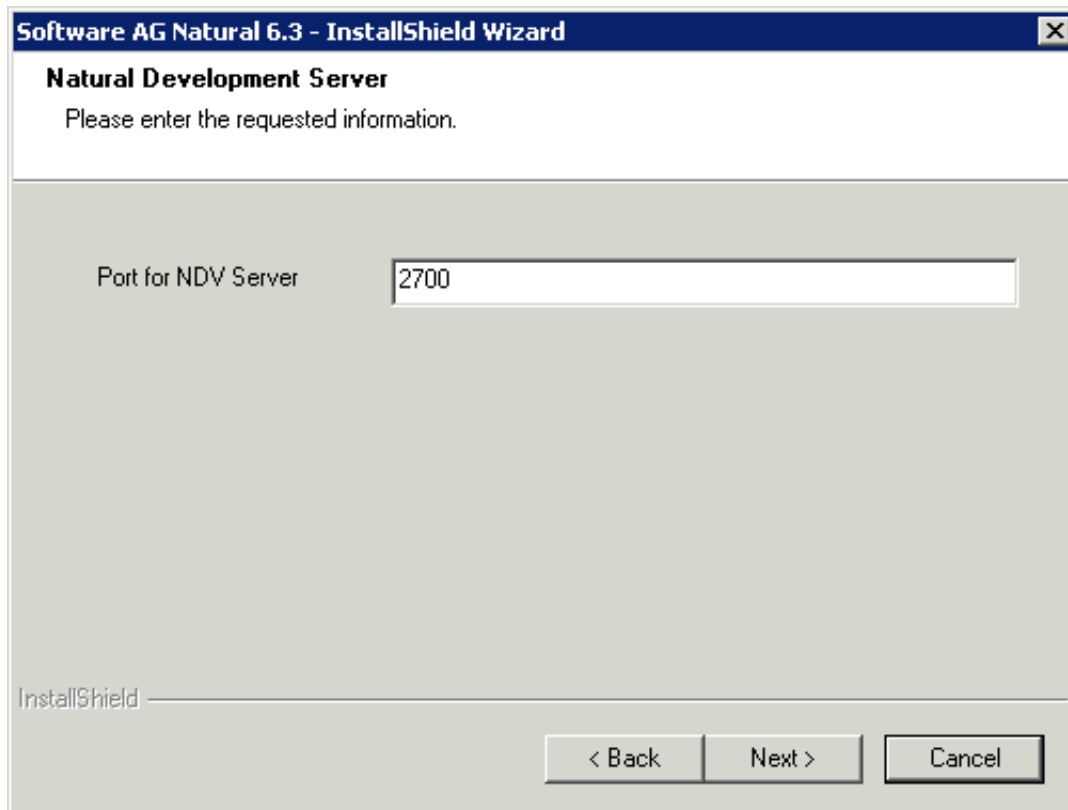 Software AG Natural 6.3 - InstallShield Wizard
Natural Development Server
Please enter the requested information.
Port for NDV Server 2700
InstallShield
< Back Next > Cancel